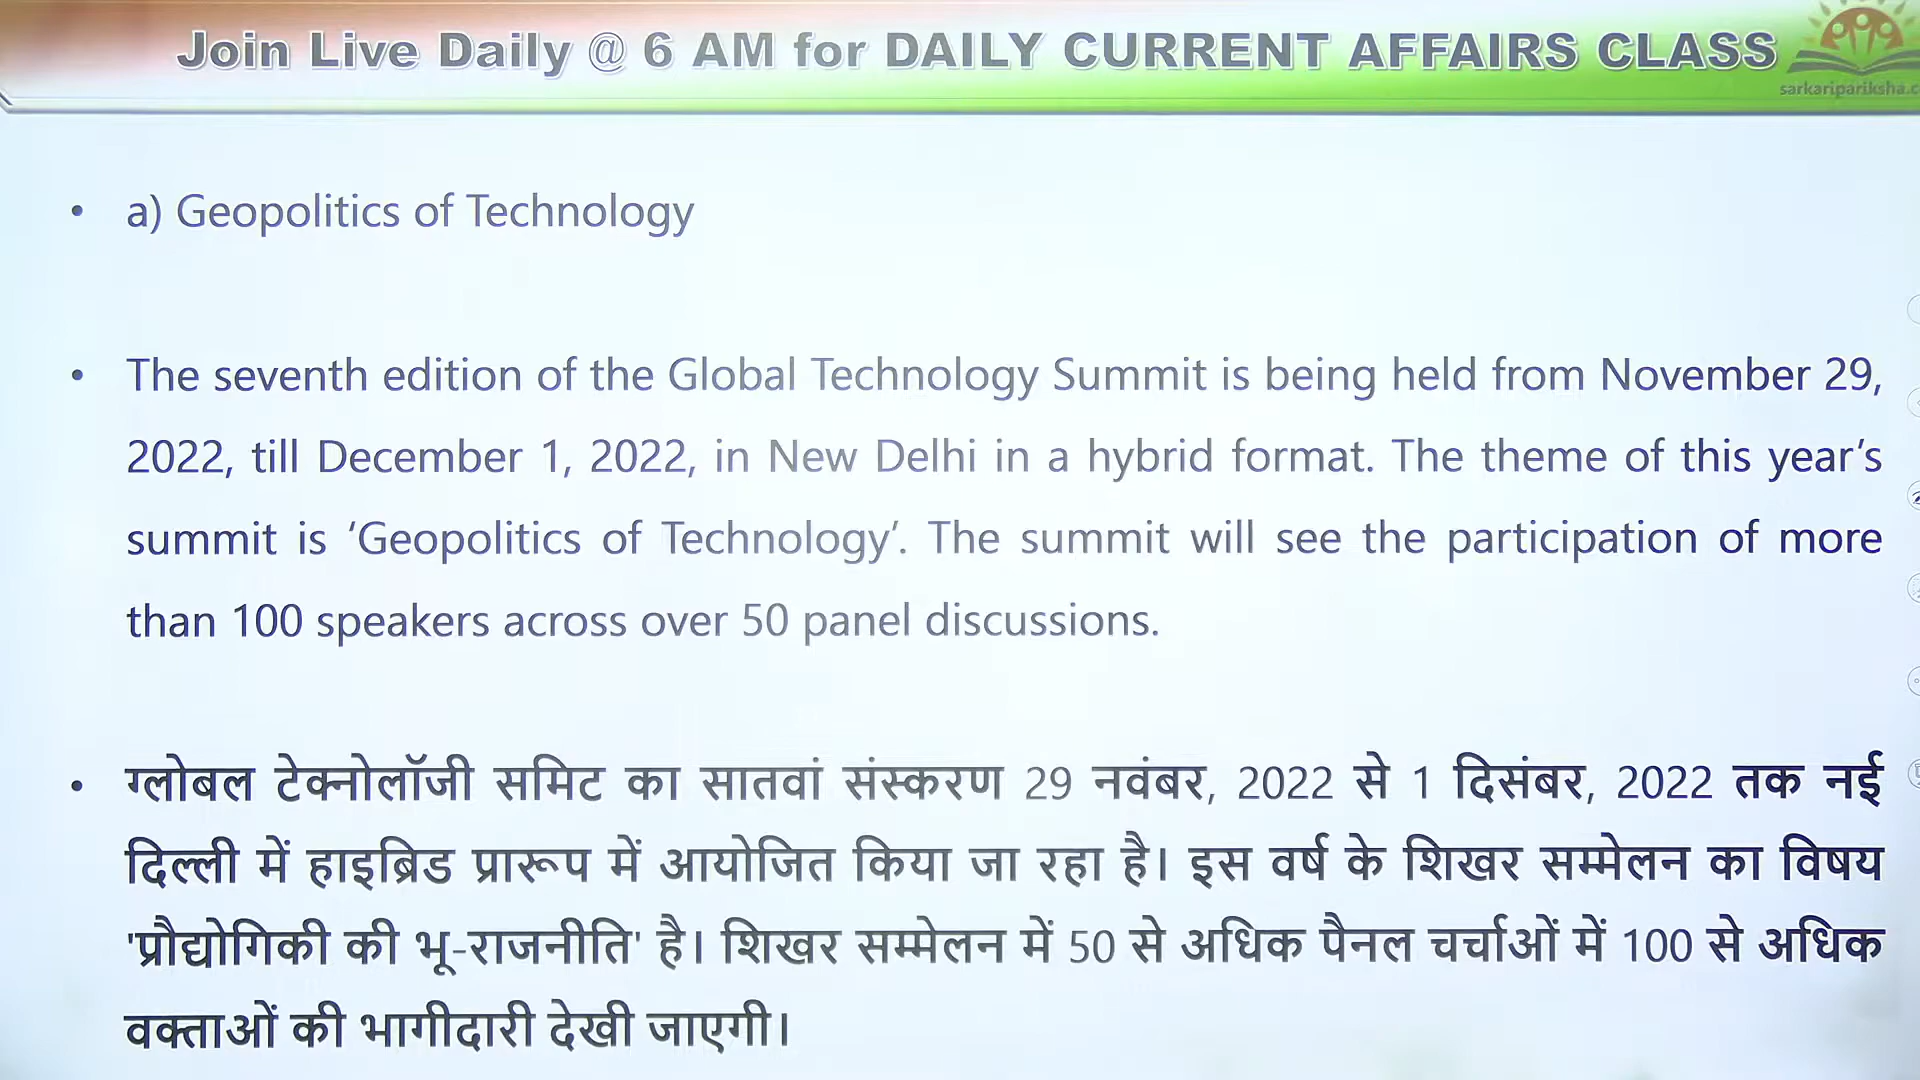 Join Live Daily @ 6 AM for DAILY CURRENT AFFAIRS CLASS
• a) Geopolitics of Technology
• The seventh edition of the Global Technology Summit is being held from November 29,
2022, till December 1, 2022, in New Delhi in a hybrid format. The theme of this year’s
summit is ‘Geopolitics of Technology’. The summit will see the participation of more
than 100 speakers across over 50 panel discussions.
• ग्लोबल टेक्नोलॉजी समिट का सातवां संस्करण 29 नवंबर, 2022 से 1 दिसंबर, 2022 तक नई
दिल्ली में हाइब्रिड प्रारूप में आयोजित किया जा रहा है। इस वर्ष के शिखर सम्मेलन का विषय
'प्रौद्योगिकी की भू-राजनीति' है। शिखर सम्मेलन में 50 से अधिक पैनल चर्चाओं में 100 से अधिक
वक्ताओं की भागीदारी देखी जाएगी।